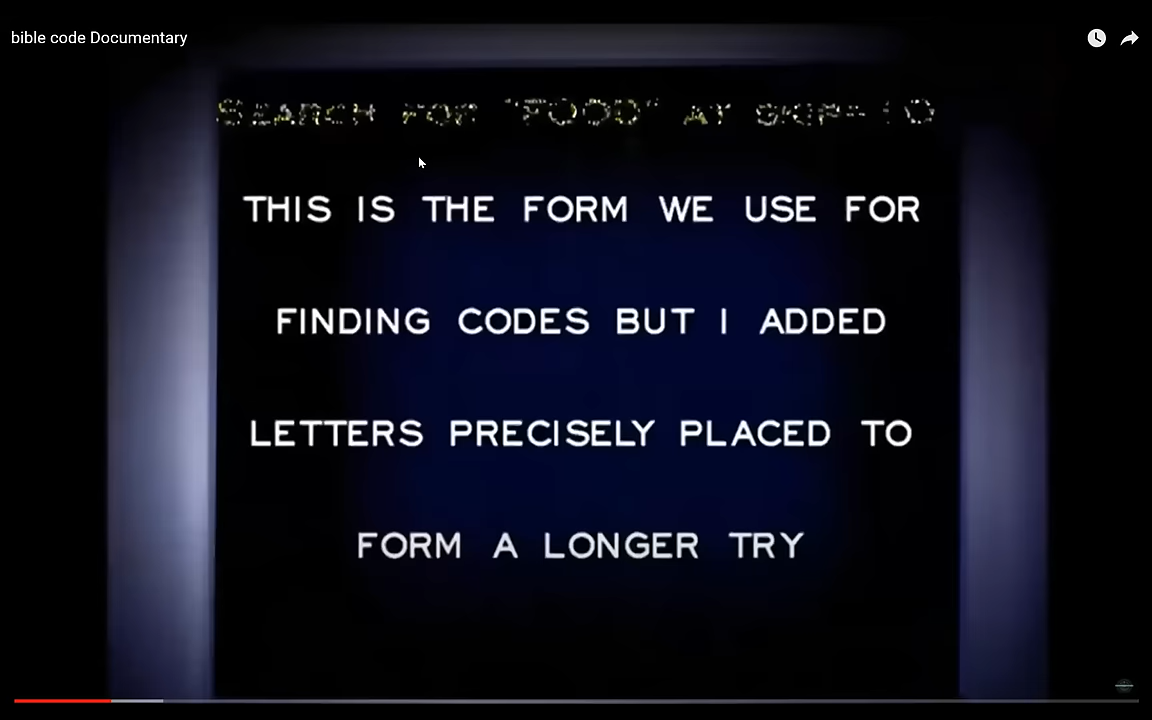 bible code Documentary
SEARCH FOR "FOOD" AT SKIP=10
THIS IS THE FORM WE USE FOR
FINDING CODES BUT I ADDED
LETTERS PRECISELY PLACED TO
FORM A LONGER TRY